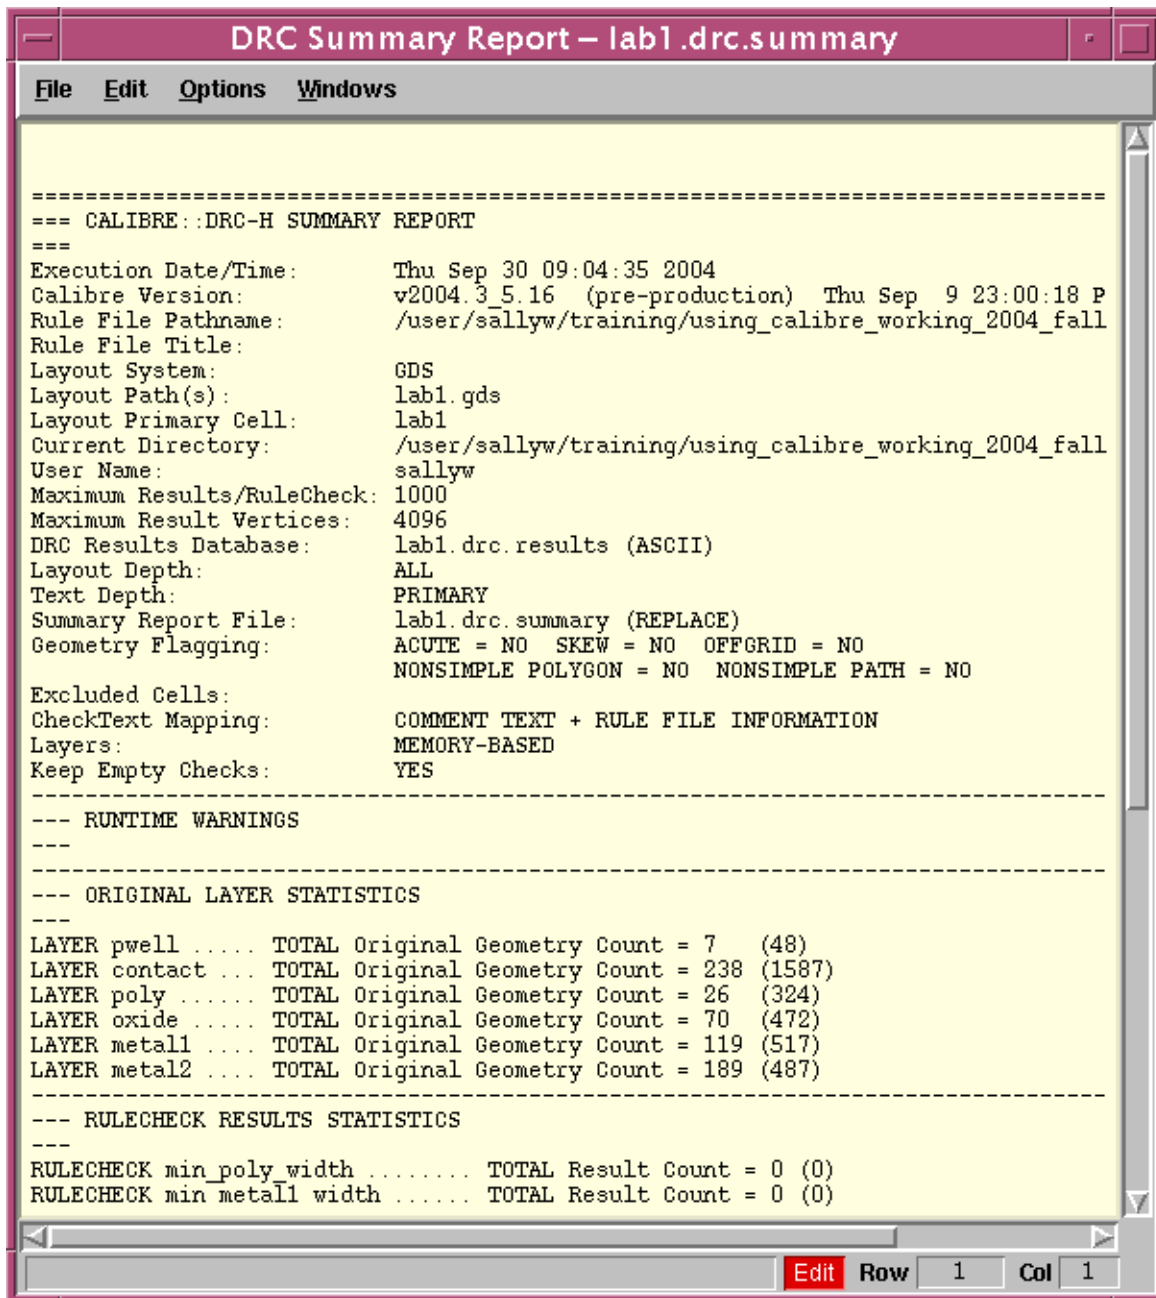 DRC Summary Report – lab1.drc.summary
File Edit Options Windows
================================================================================
=== CALIBRE::DRC-H SUMMARY REPORT
===
Execution Date/Time: Thu Sep 30 09:04:35 2004
Calibre Version: v2004.3_5.16 (pre-production) Thu Sep 9 23:00:18 P
Rule File Pathname: /user/sallyw/training/using_calibre_working_2004_fall
Rule File Title:
Layout System: GDS
Layout Path(s): lab1.gds
Layout Primary Cell: lab1
Current Directory: /user/sallyw/training/using_calibre_working_2004_fall
User Name: sallyw
Maximum Results/RuleCheck: 1000
Maximum Result Vertices: 4096
DRC Results Database: lab1.drc.results (ASCII)
Layout Depth: ALL
Text Depth: PRIMARY
Summary Report File: lab1.drc.summary (REPLACE)
Geometry Flagging: ACUTE = NO SKEW = NO OFFGRID = NO
NONSIMPLE POLYGON = NO NONSIMPLE PATH = NO
Excluded Cells:
CheckText Mapping: COMMENT TEXT + RULE FILE INFORMATION
Layers: MEMORY-BASED
Keep Empty Checks: YES
--------------------------------------------------------------------------------
--- RUNTIME WARNINGS
---
--------------------------------------------------------------------------------
--- ORIGINAL LAYER STATISTICS
---
LAYER pwell ..... TOTAL Original Geometry Count = 7 (48)
LAYER contact ... TOTAL Original Geometry Count = 238 (1587)
LAYER poly ...... TOTAL Original Geometry Count = 26 (324)
LAYER oxide ..... TOTAL Original Geometry Count = 70 (472)
LAYER metal1 .... TOTAL Original Geometry Count = 119 (517)
LAYER metal2 .... TOTAL Original Geometry Count = 189 (487)
--------------------------------------------------------------------------------
--- RULECHECK RESULTS STATISTICS
---
RULECHECK min_poly_width ........ TOTAL Result Count = 0 (0)
RULECHECK min metal1 width ...... TOTAL Result Count = 0 (0)
Edit Row 1 Col 1